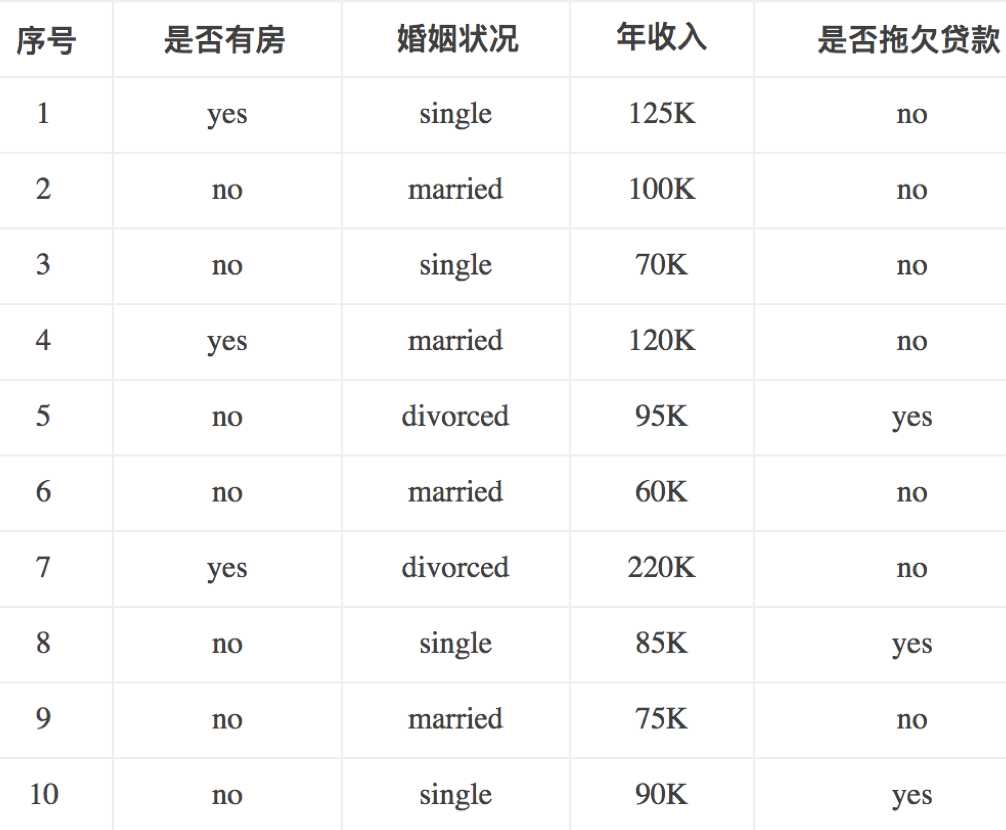 序号 是否有房 婚姻状况 年收入 是否拖欠贷款
1 yes single 125K no
2 no married 100K no
3 no single 70K no
4 yes married 120K no
5 no divorced 95K yes
6 no married 60K no
7 yes divorced 220K no
8 no single 85K yes
9 no married 75K no
10 no single 90K yes